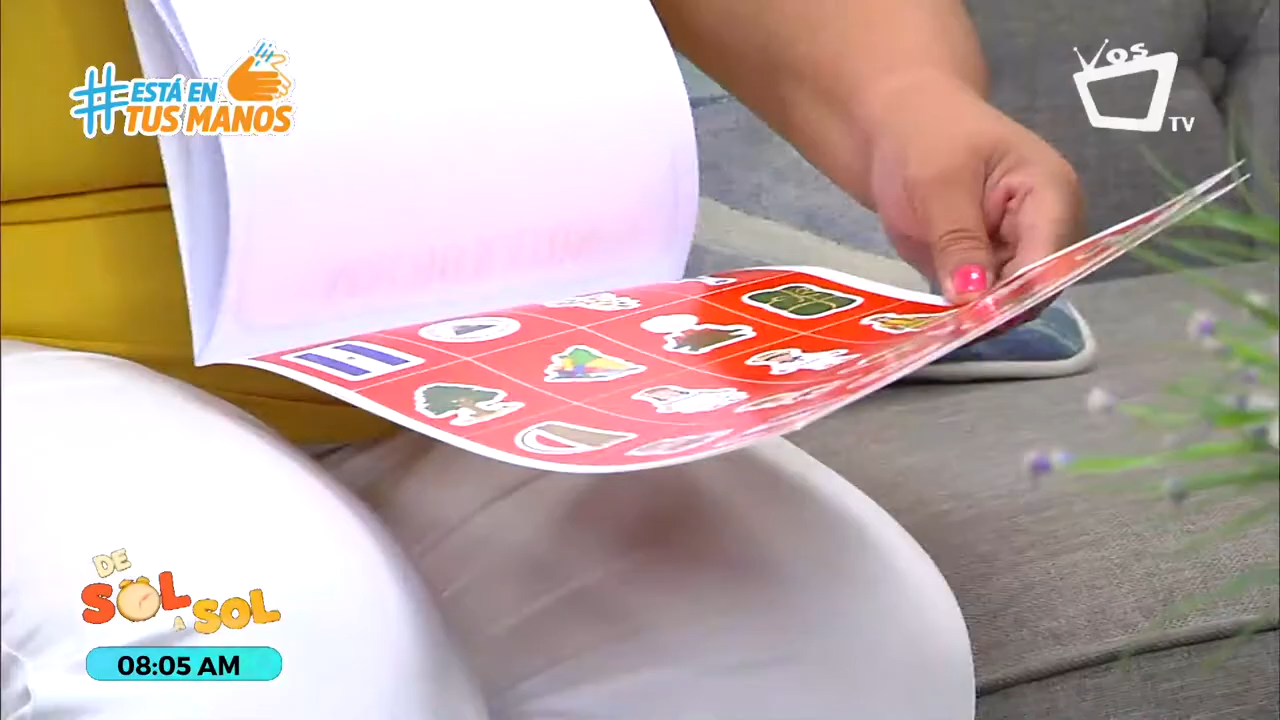 #ESTÁ EN
TUS MANOS
VOS
TV
DE
SOL
A SOL
08:05 AM